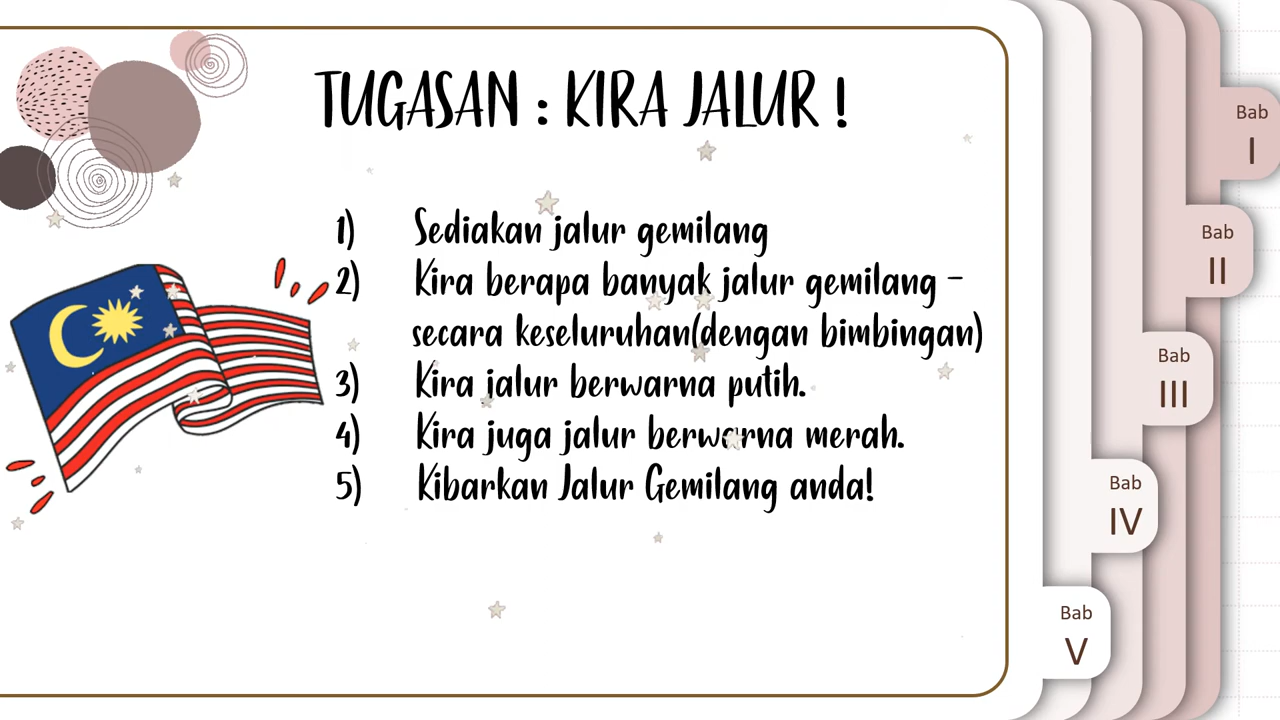 TUGASAN : KIRA JALUR !
1) Sediakan jalur gemilang
2) Kira berapa banyak jalur gemilang –
secara keseluruhan(dengan bimbingan)
3) Kira jalur berwarna putih.
4) Kira juga jalur berwarna merah.
5) Kibarkan Jalur Gemilang anda!
Bab
I
Bab
II
Bab
III
Bab
IV
Bab
V